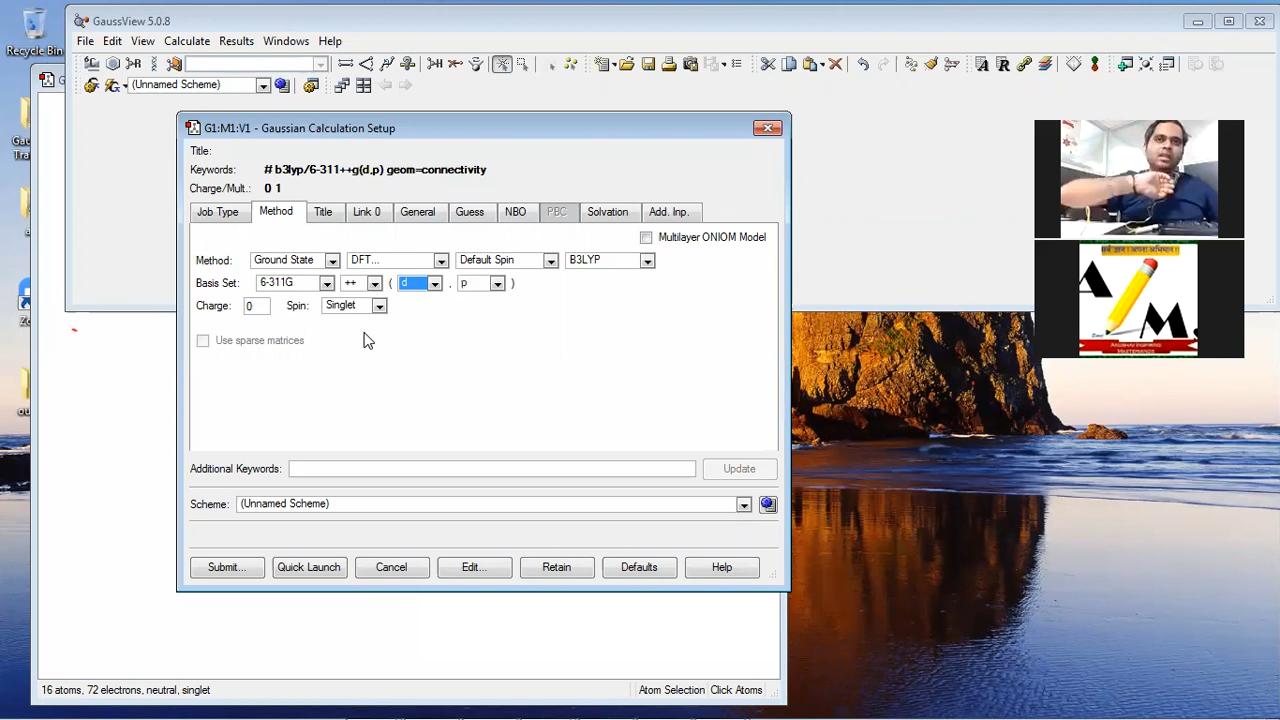 GaussView 5.0.8
Recycle Bin
File Edit View Calculate Results Windows Help
(Unnamed Scheme)
G1:M1:V1 - Gaussian Calculation Setup
Title:
Keywords: # b3lyp/6-311++g(d,p) geom=connectivity
Charge/Mult.: 0 1
Job Type Method Title Link 0 General Guess NBO PBC Solvation Add. Inp.
Multilayer ONIOM Model
Method: Ground State DFT... Default Spin B3LYP
Basis Set: 6-311G ++ ( d , p )
Charge: 0 Spin: Singlet
Use sparse matrices
Additional Keywords: Update
Scheme: (Unnamed Scheme)
Submit... Quick Launch Cancel Edit... Retain Defaults Help
16 atoms, 72 electrons, neutral, singlet Atom Selection Click Atoms
A M